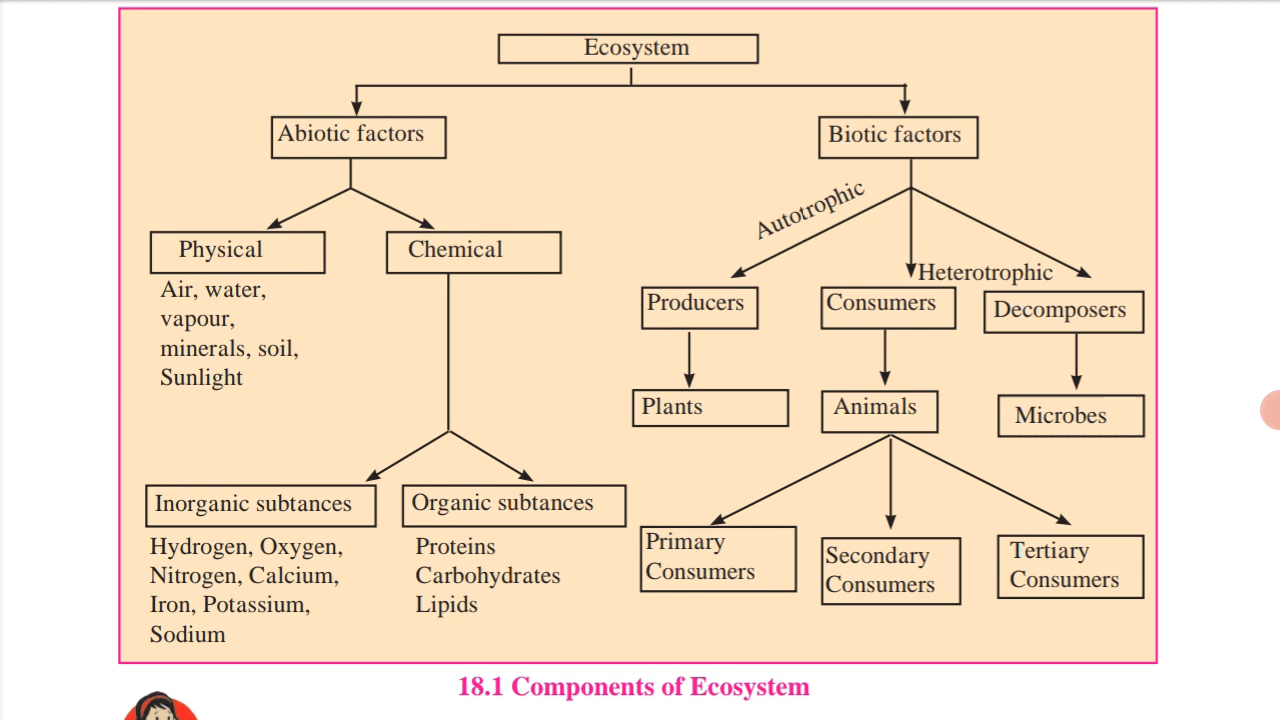 Ecosystem
Abiotic factors
Biotic factors
Autotrophic
Physical
Chemical
Heterotrophic
Air, water,
vapour,
minerals, soil,
Sunlight
Producers
Consumers
Decomposers
Plants
Animals
Microbes
Inorganic subtances
Organic subtances
Hydrogen, Oxygen,
Nitrogen, Calcium,
Iron, Potassium,
Sodium
Proteins
Carbohydrates
Lipids
Primary
Consumers
Secondary
Consumers
Tertiary
Consumers
18.1 Components of Ecosystem